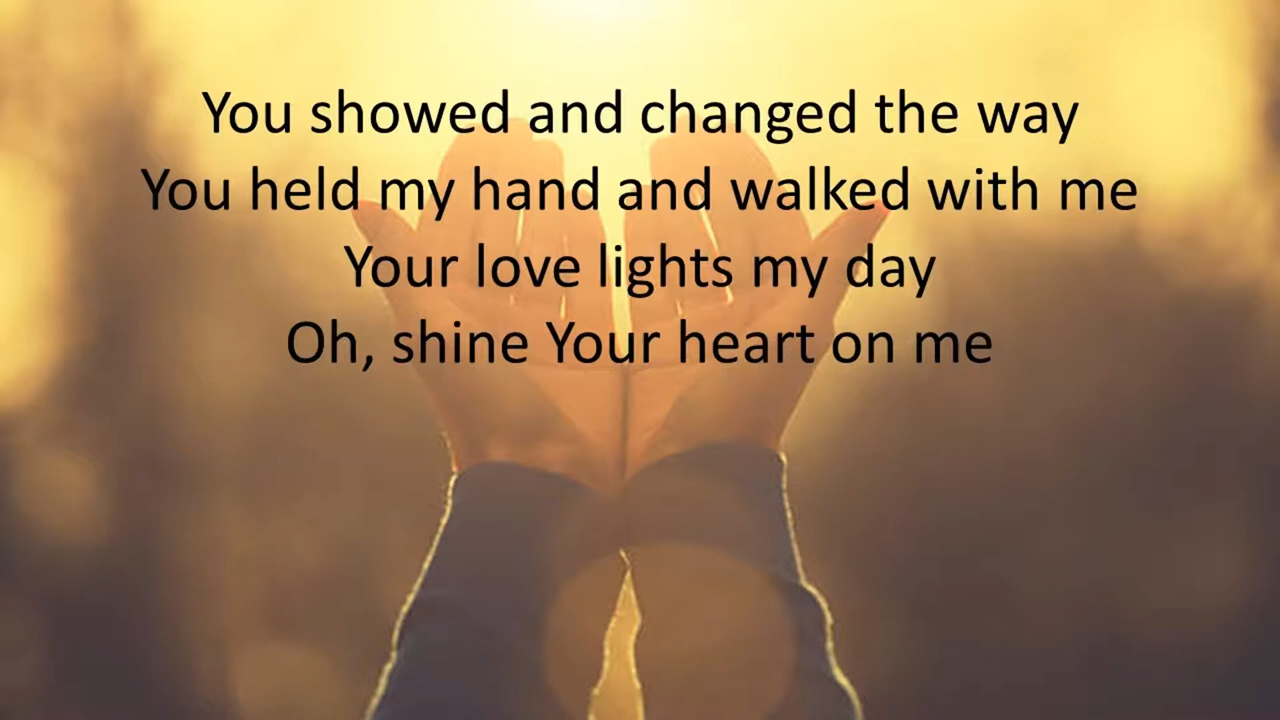 You showed and changed the way
You held my hand and walked with me
Your love lights my day
Oh, shine Your heart on me